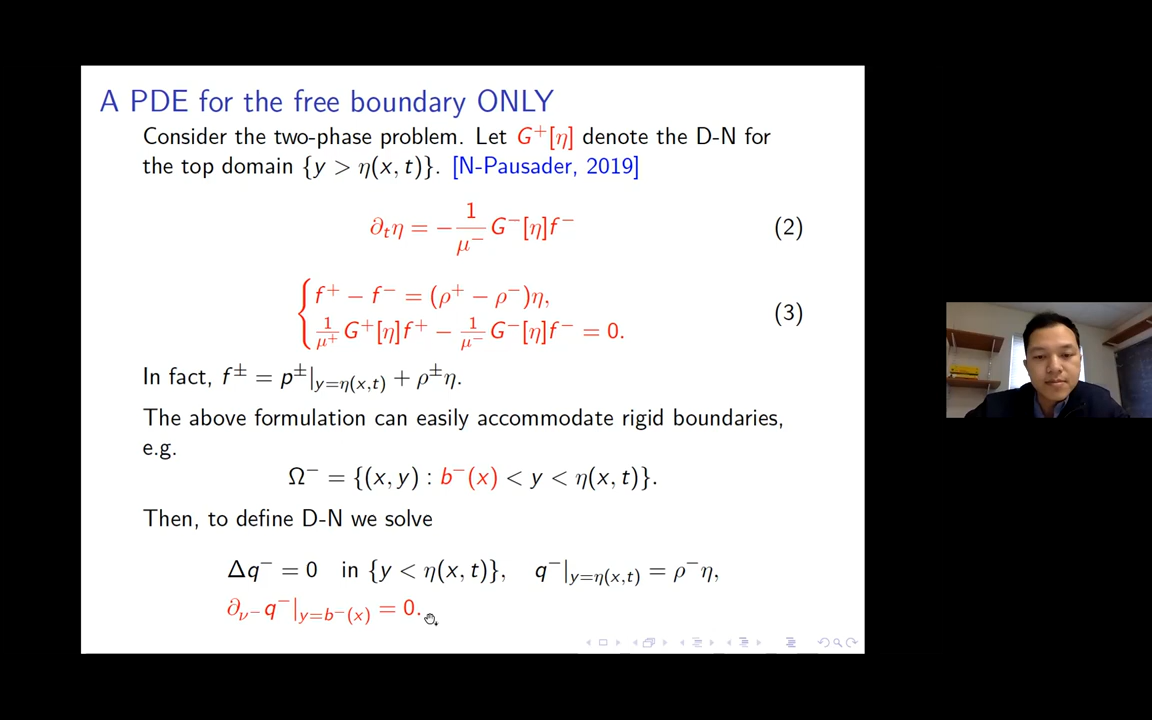 A PDE for the free boundary ONLY
Consider the two-phase problem. Let G⁺[η] denote the D-N for
the top domain {y > η(x, t)}. [N-Pausader, 2019]
∂ₜη = −(1/μ⁻) G⁻[η]f⁻ (2)
{ f⁺ − f⁻ = (ρ⁺ − ρ⁻)η,
(1/μ⁺) G⁺[η]f⁺ − (1/μ⁻) G⁻[η]f⁻ = 0. (3)
In fact, f^± = p^±|_{y=η(x,t)} + ρ^±η.
The above formulation can easily accommodate rigid boundaries,
e.g.
Ω⁻ = {(x, y) : b⁻(x) < y < η(x, t)}.
Then, to define D-N we solve
Δq⁻ = 0 in {y < η(x, t)}, q⁻|_{y=η(x,t)} = ρ⁻η,
∂_{ν⁻}q⁻|_{y=b⁻(x)} = 0.